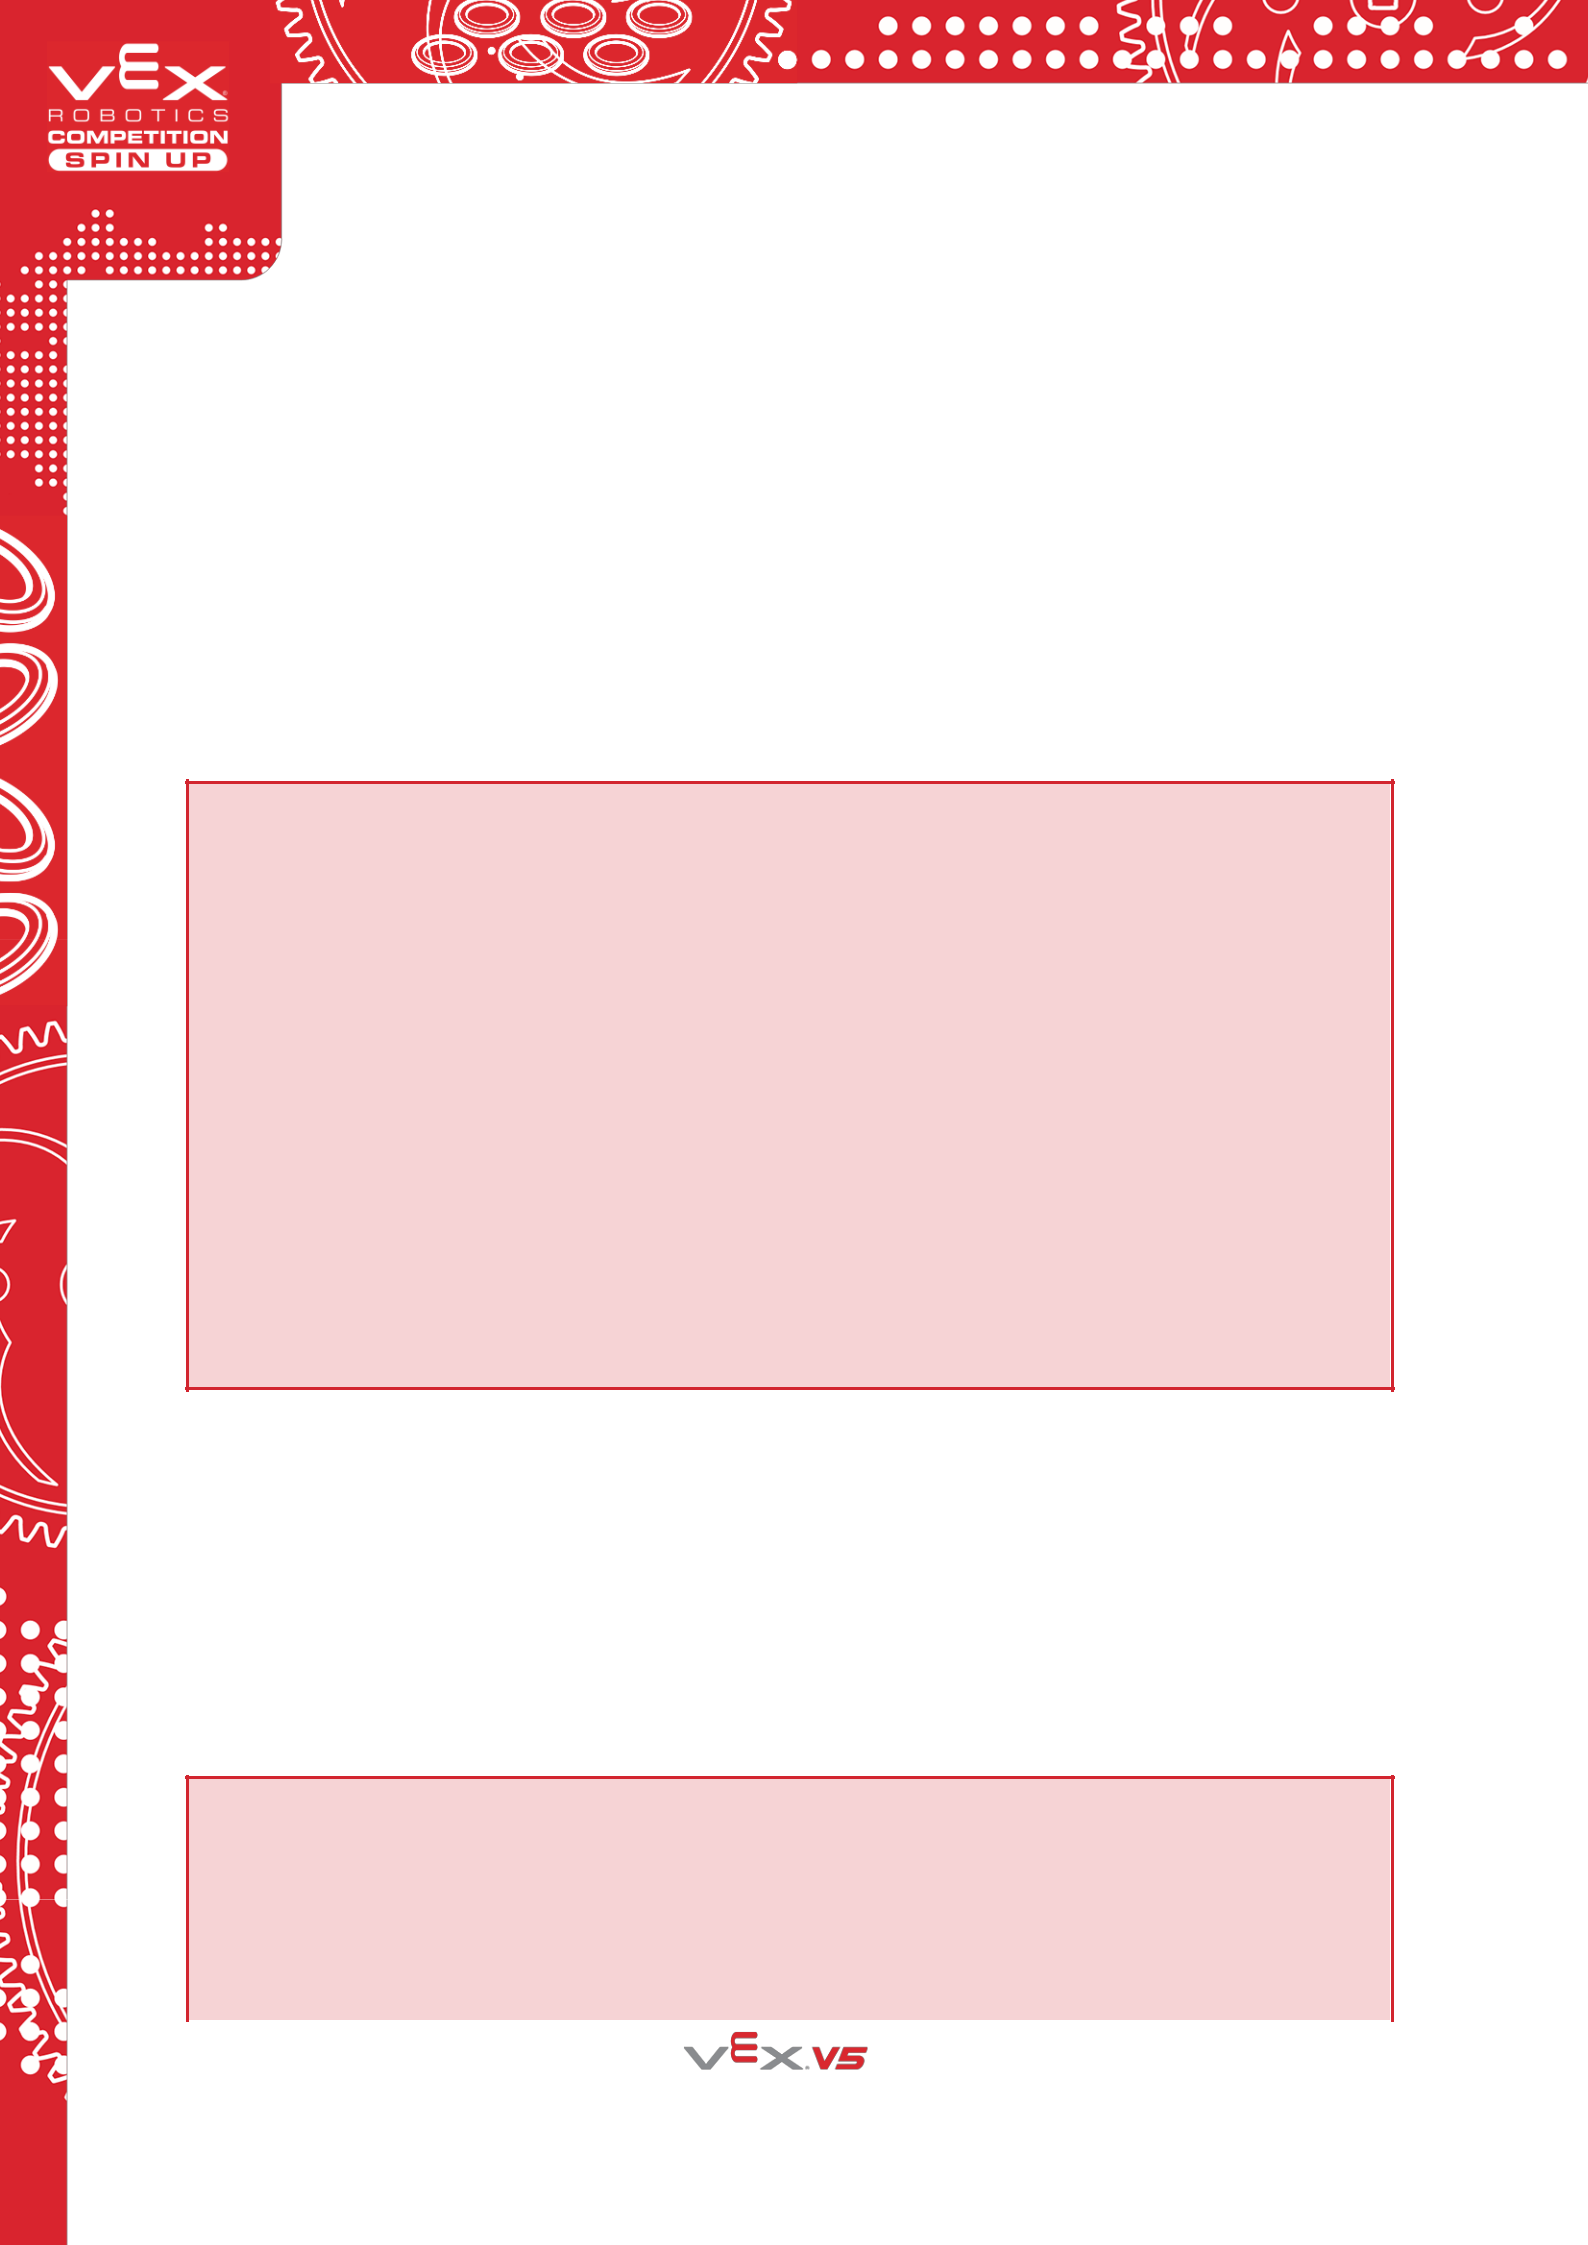 VEX
ROBOTICS
COMPETITION
SPIN UP
VEX V5